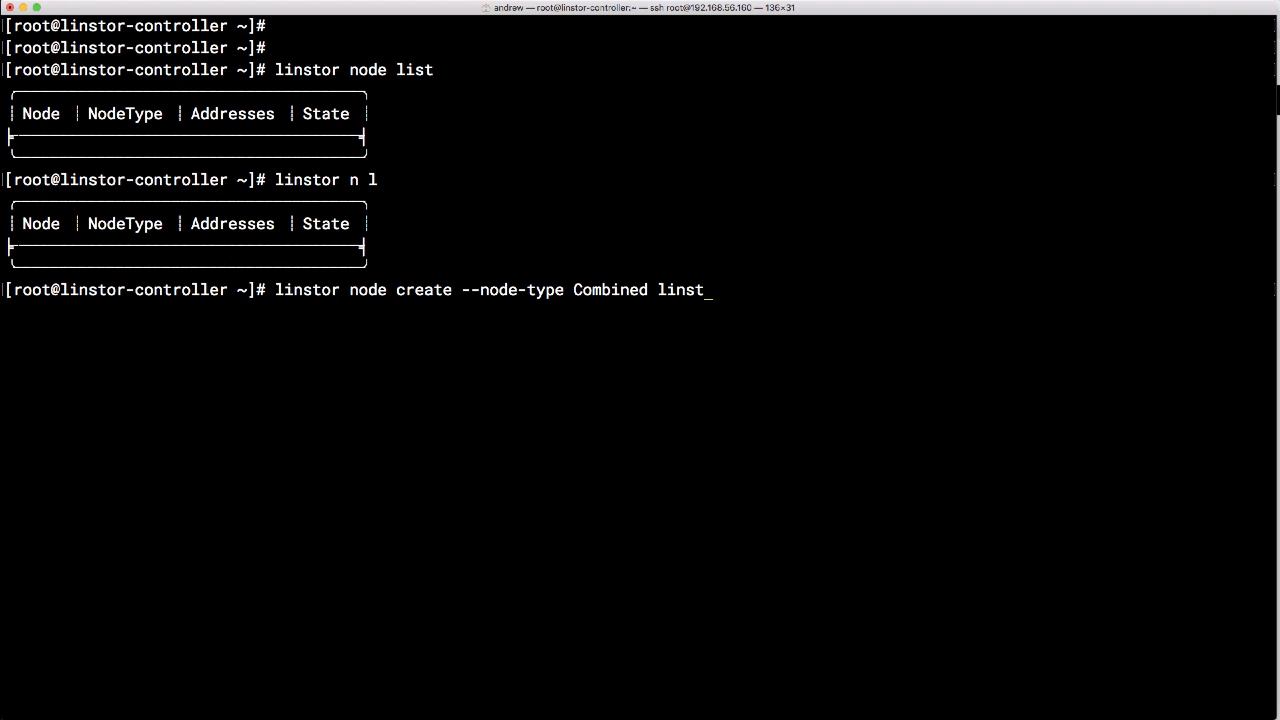 andrew — root@linstor-controller:~ — ssh root@192.168.56.160 — 136×31
[root@linstor-controller ~]#
[root@linstor-controller ~]#
[root@linstor-controller ~]# linstor node list
┊ Node ┊ NodeType ┊ Addresses ┊ State ┊
[root@linstor-controller ~]# linstor n l
┊ Node ┊ NodeType ┊ Addresses ┊ State ┊
[root@linstor-controller ~]# linstor node create --node-type Combined linst_